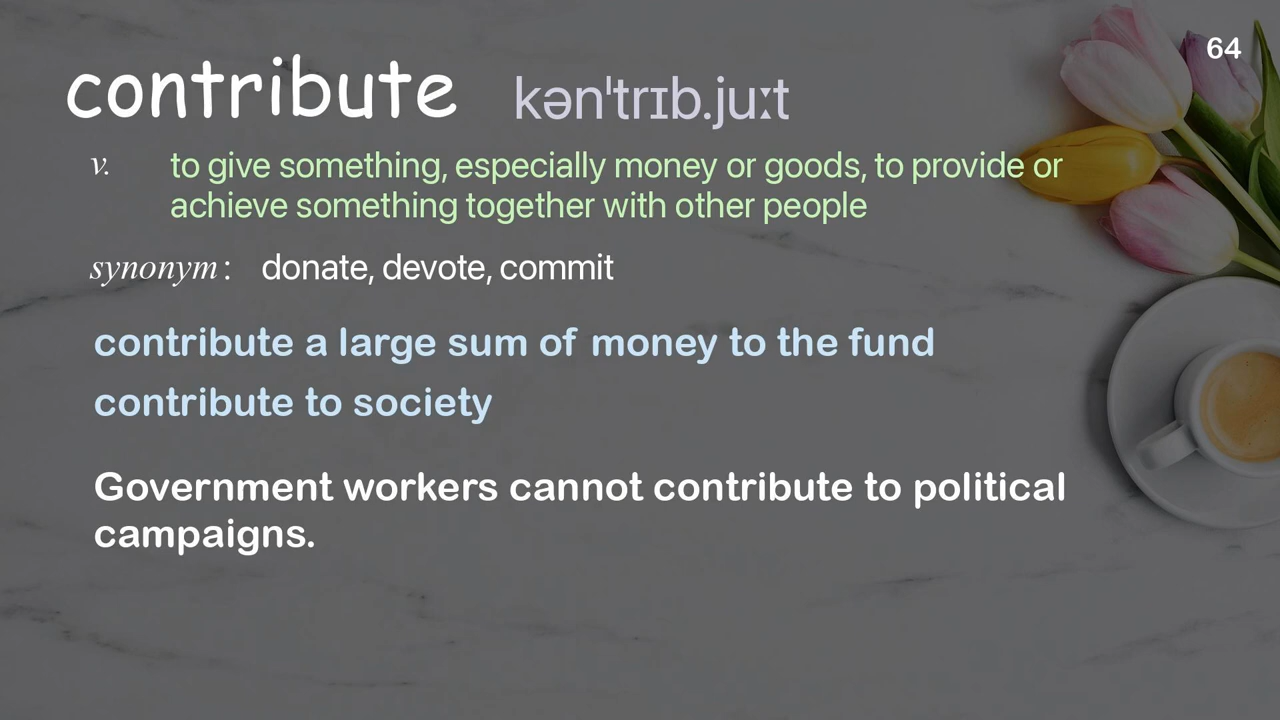 64
contribute kənˈtrɪb.juːt
v. to give something, especially money or goods, to provide or
achieve something together with other people
synonym : donate, devote, commit
contribute a large sum of money to the fund
contribute to society
Government workers cannot contribute to political
campaigns.